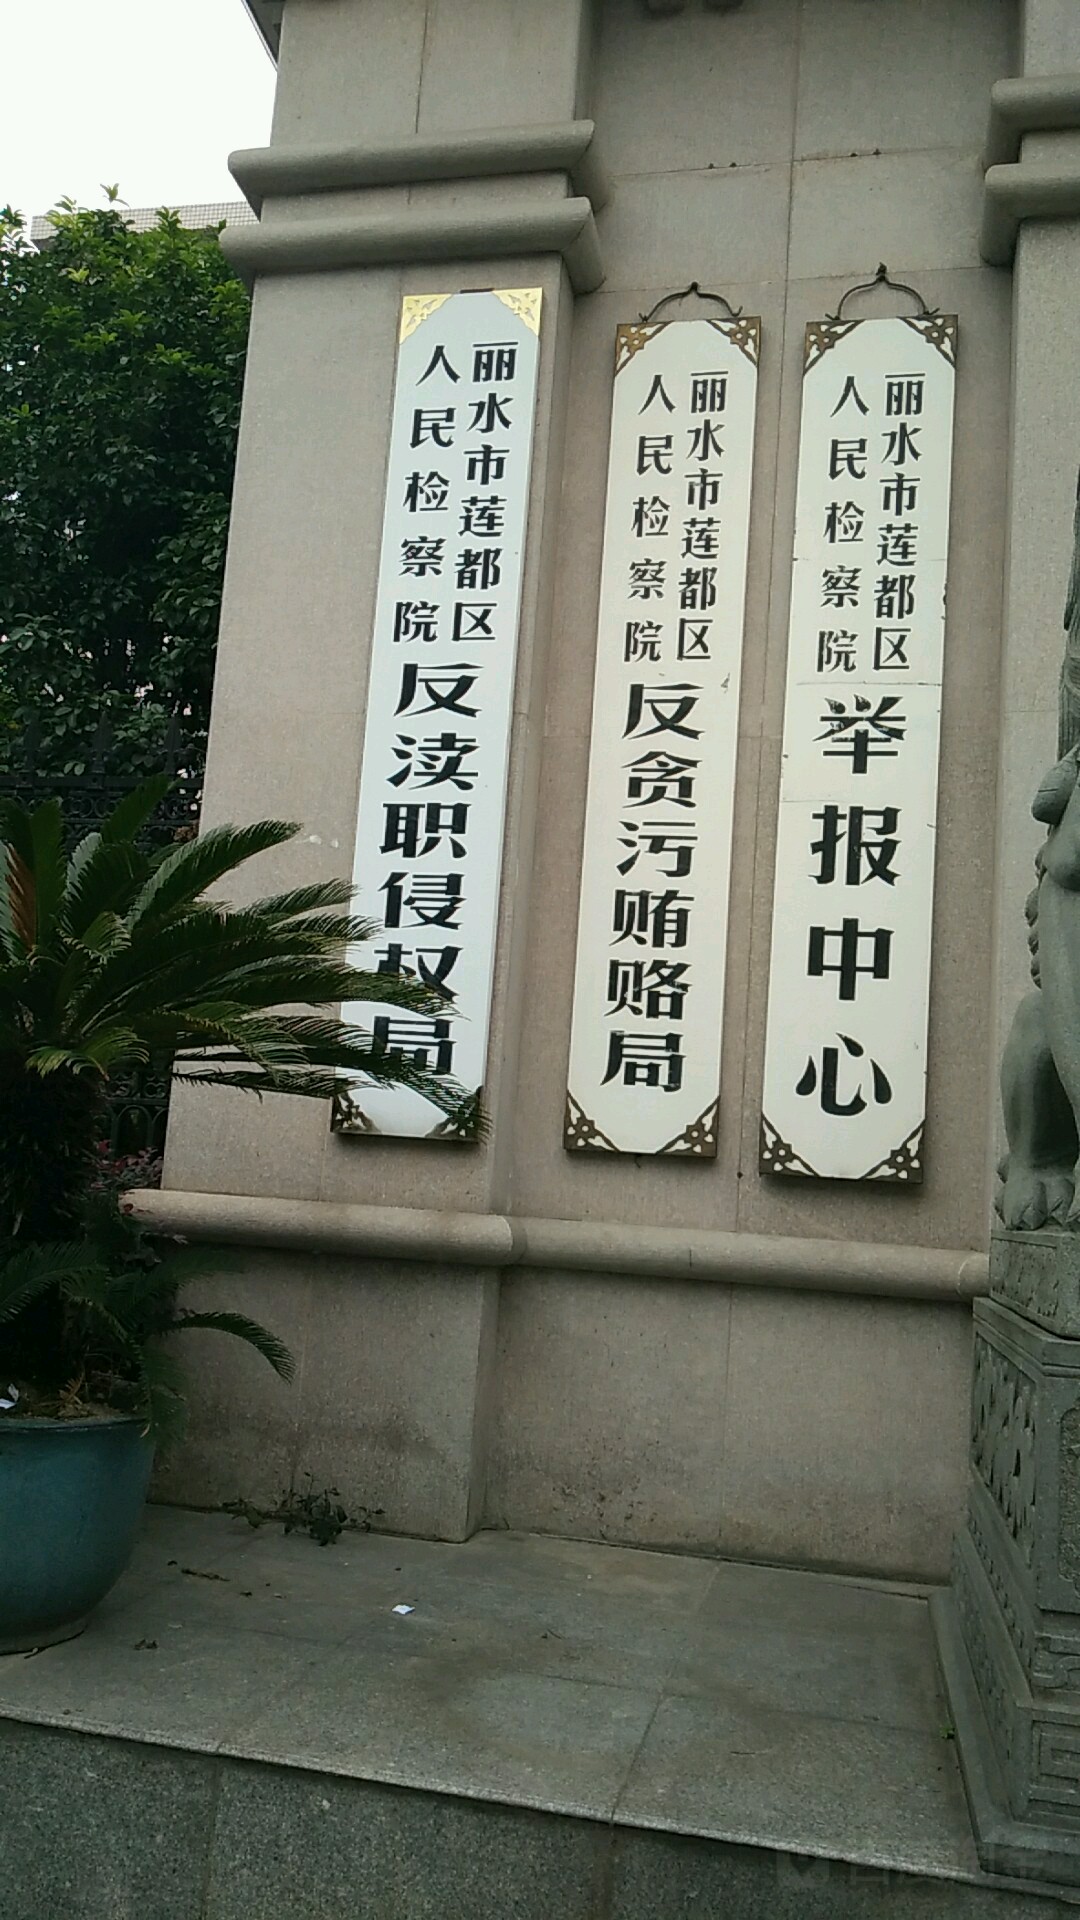 丽水市莲都区
人民检察院
反渎职侵权局
丽水市莲都区
人民检察院
反贪污贿赂局
丽水市莲都区
人民检察院
举报中心